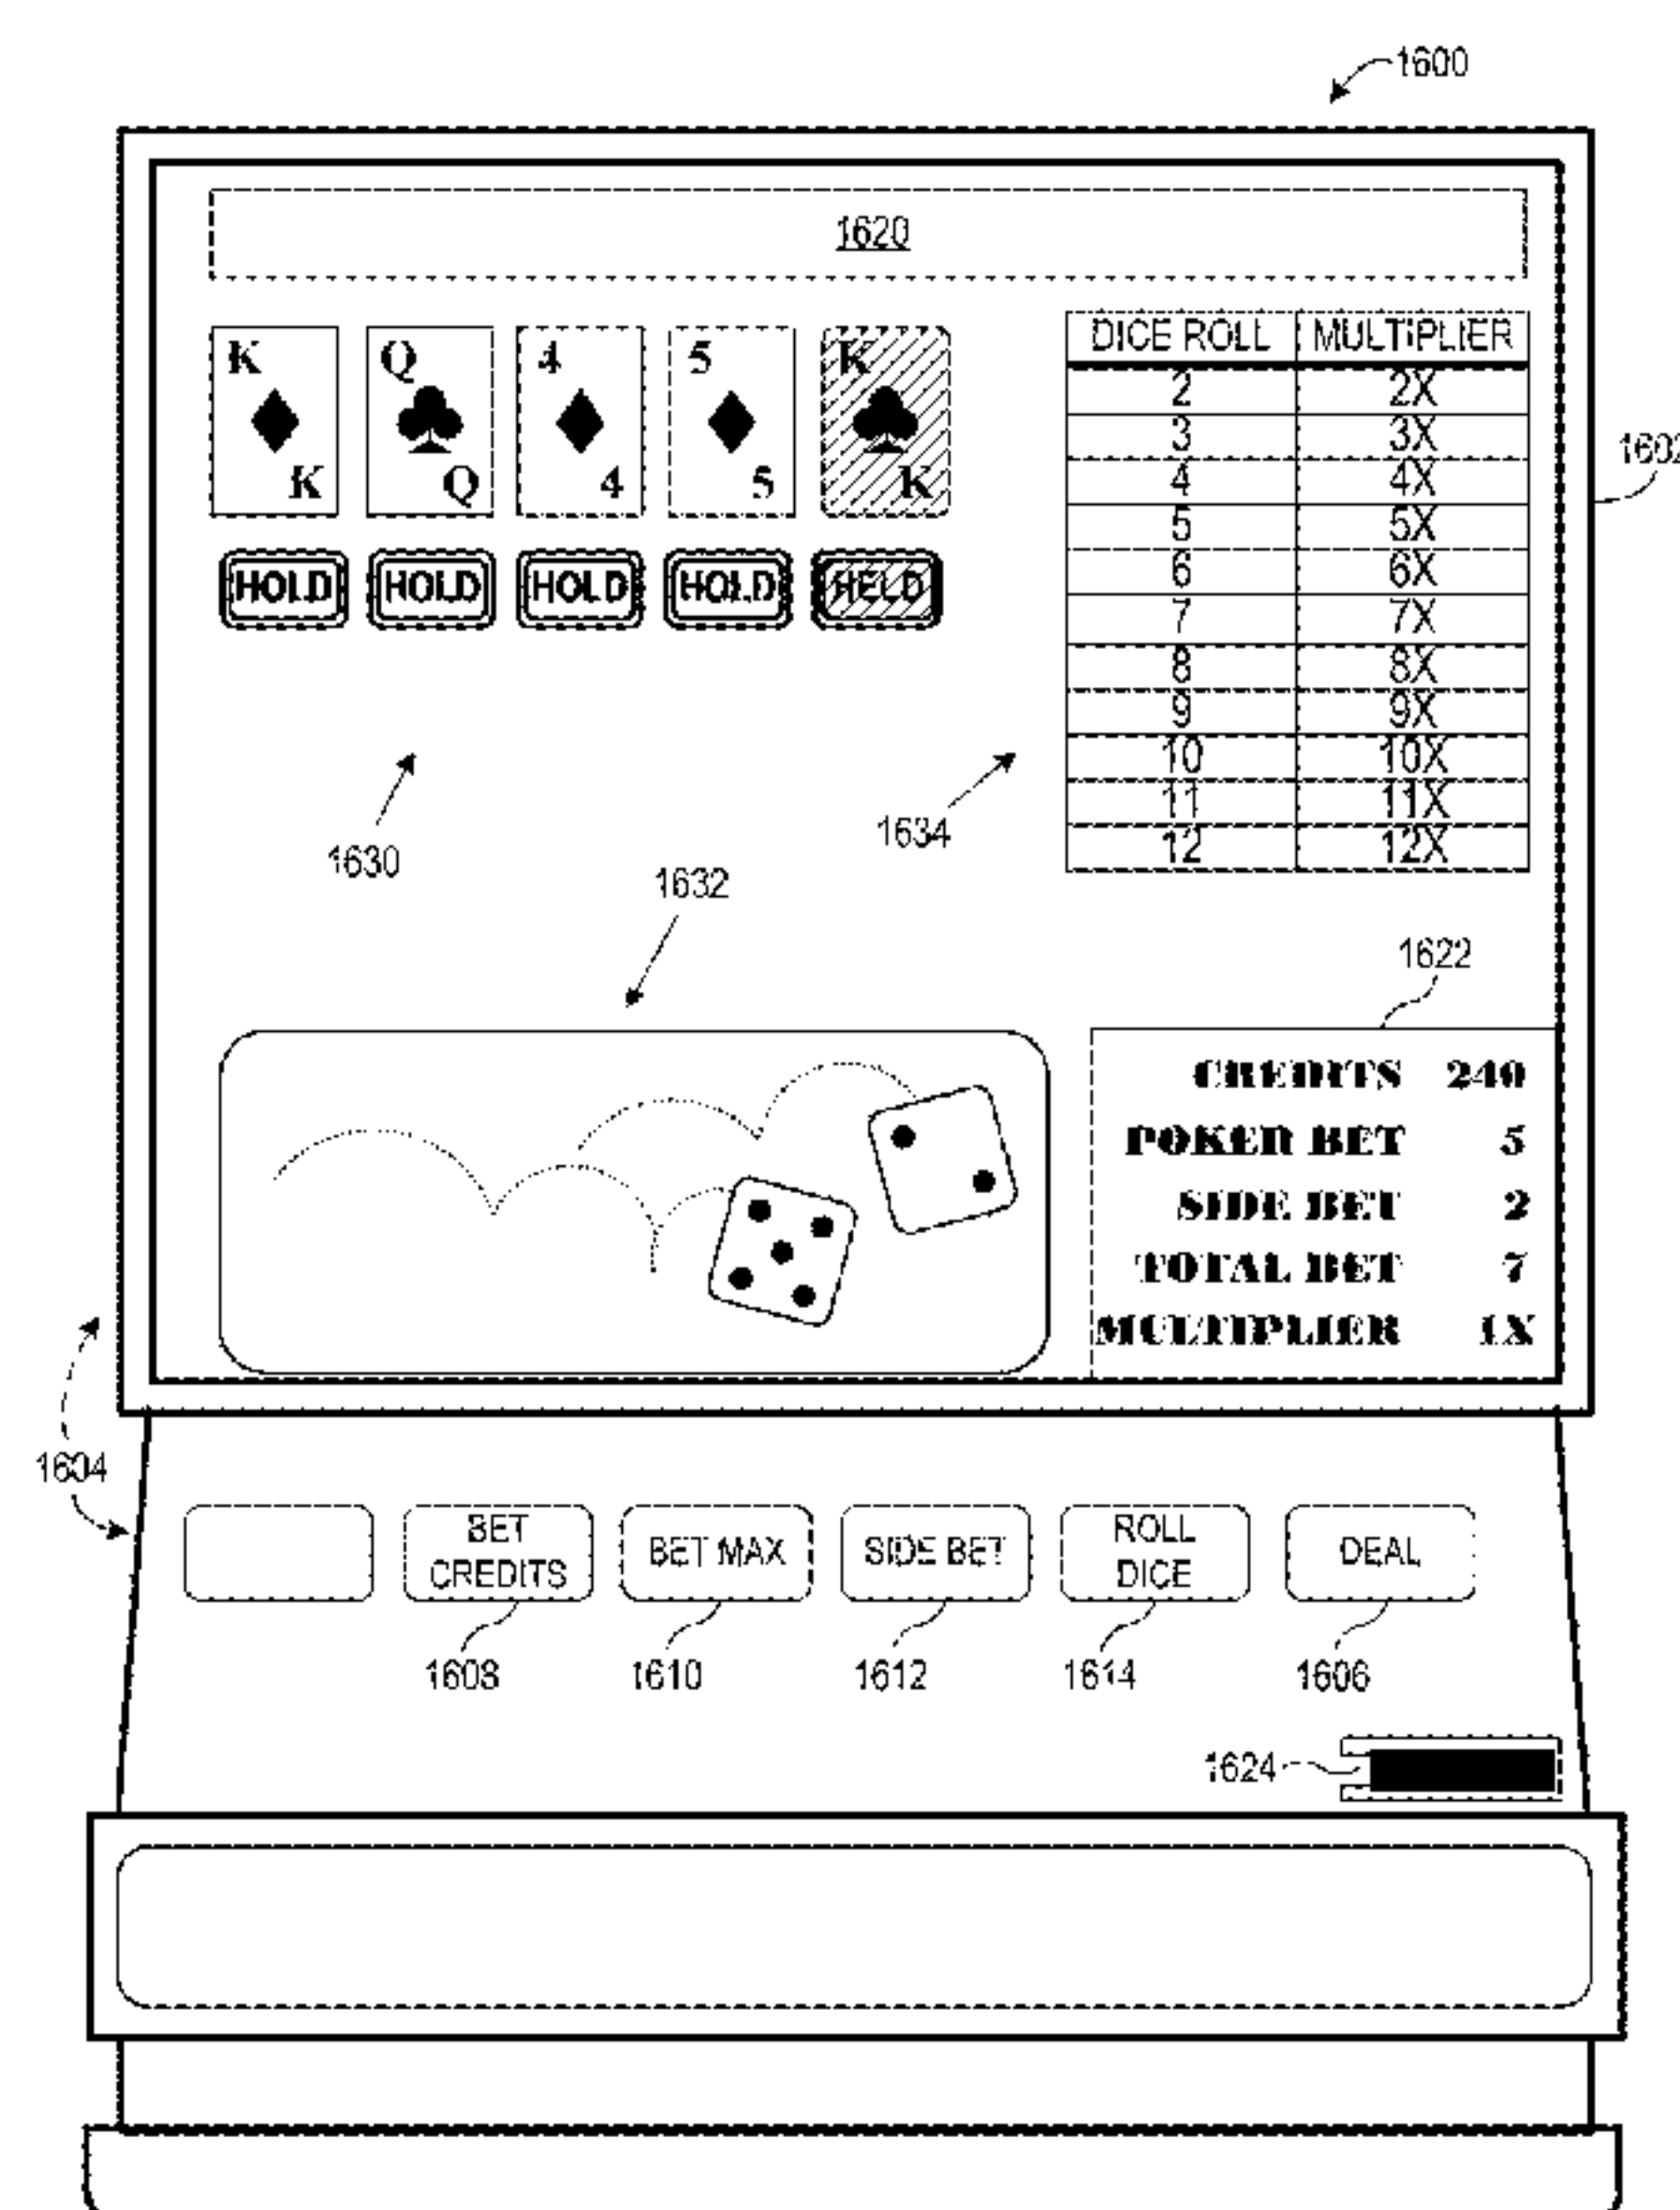 1600
1620
K Q 4 5 K
K Q 4 5 K
HOLD HOLD HOLD HOLD HELD
DICE ROLL MULTIPLIER
2 2X
3 3X
4 4X
5 5X
6 6X
7 7X
8 8X
9 9X
10 10X
11 11X
12 12X
1602
1630
1634
1632
1622
CREDITS 240
POKER BET 5
SIDE BET 2
TOTAL BET 7
MULTIPLIER 1X
1604
BET CREDITS
BET MAX
SIDE BET
ROLL DICE
DEAL
1608 1610 1612 1614 1606
1624